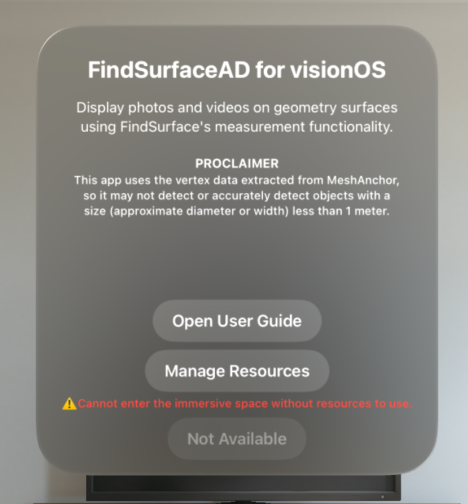 FindSurfaceAD for visionOS
Display photos and videos on geometry surfaces
using FindSurface's measurement functionality.
PROCLAIMER
This app uses the vertex data extracted from MeshAnchor,
so it may not detect or accurately detect objects with a
size (approximate diameter or width) less than 1 meter.
Open User Guide
Manage Resources
⚠️Cannot enter the immersive space without resources to use.
Not Available